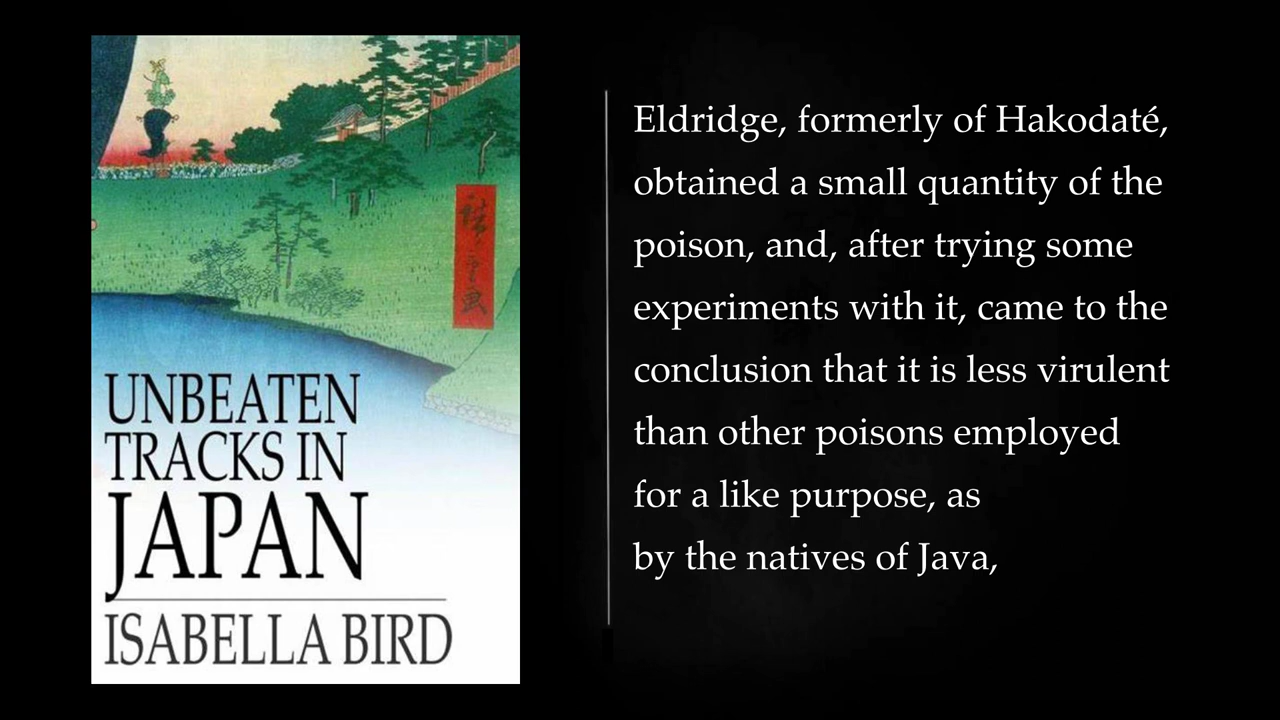 UNBEATEN
TRACKS IN
JAPAN
ISABELLA BIRD
Eldridge, formerly of Hakodaté,
obtained a small quantity of the
poison, and, after trying some
experiments with it, came to the
conclusion that it is less virulent
than other poisons employed
for a like purpose, as
by the natives of Java,